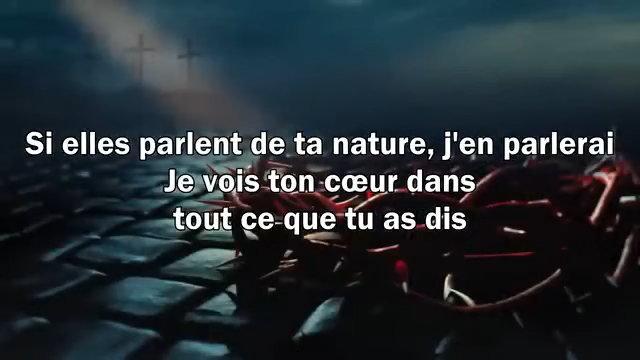 Si elles parlent de ta nature, j'en parlerai
Je vois ton cœur dans
tout ce que tu as dis